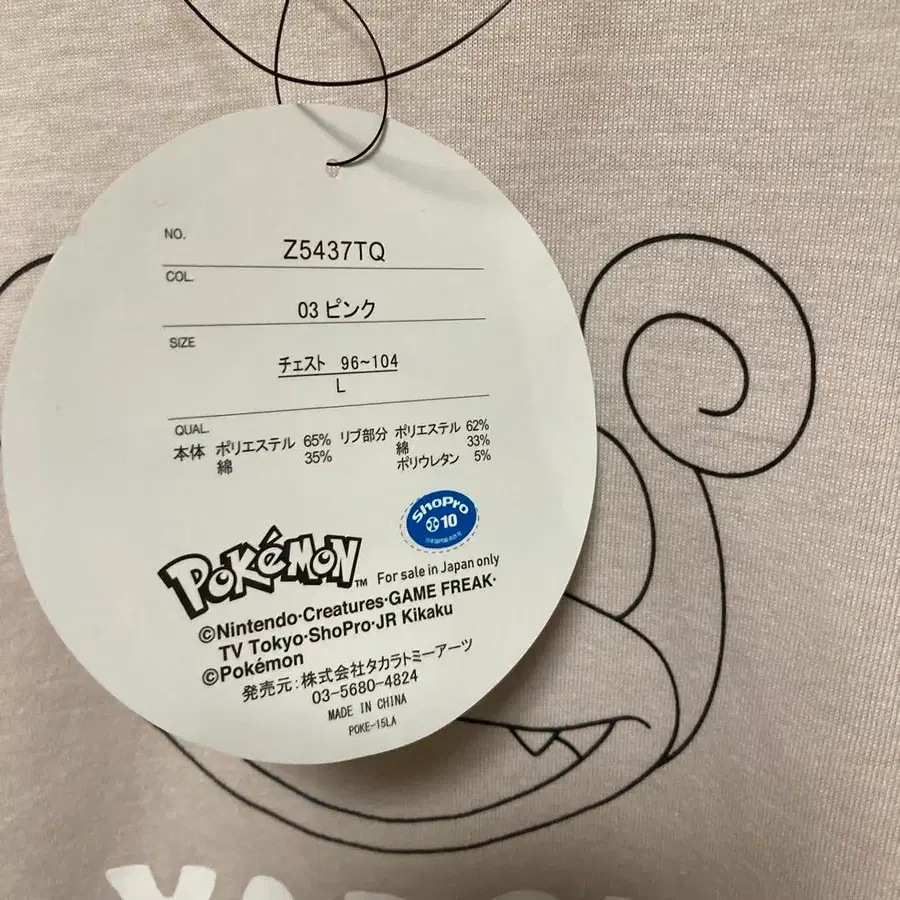 NO.
Z5437TQ
COL.
03 ピンク
SIZE
チェスト 96~104
L
QUAL.
本体 ポリエステル 65% リブ部分 ポリエステル 62%
綿 35% 綿 33%
ポリウレタン 5%
ShoPro
10
POKéMON™ For sale in Japan only
©Nintendo·Creatures·GAME FREAK·
TV Tokyo·ShoPro·JR Kikaku
©Pokémon
発売元:株式会社タカラトミーアーツ
03-5680-4824
MADE IN CHINA
POKE-15LA